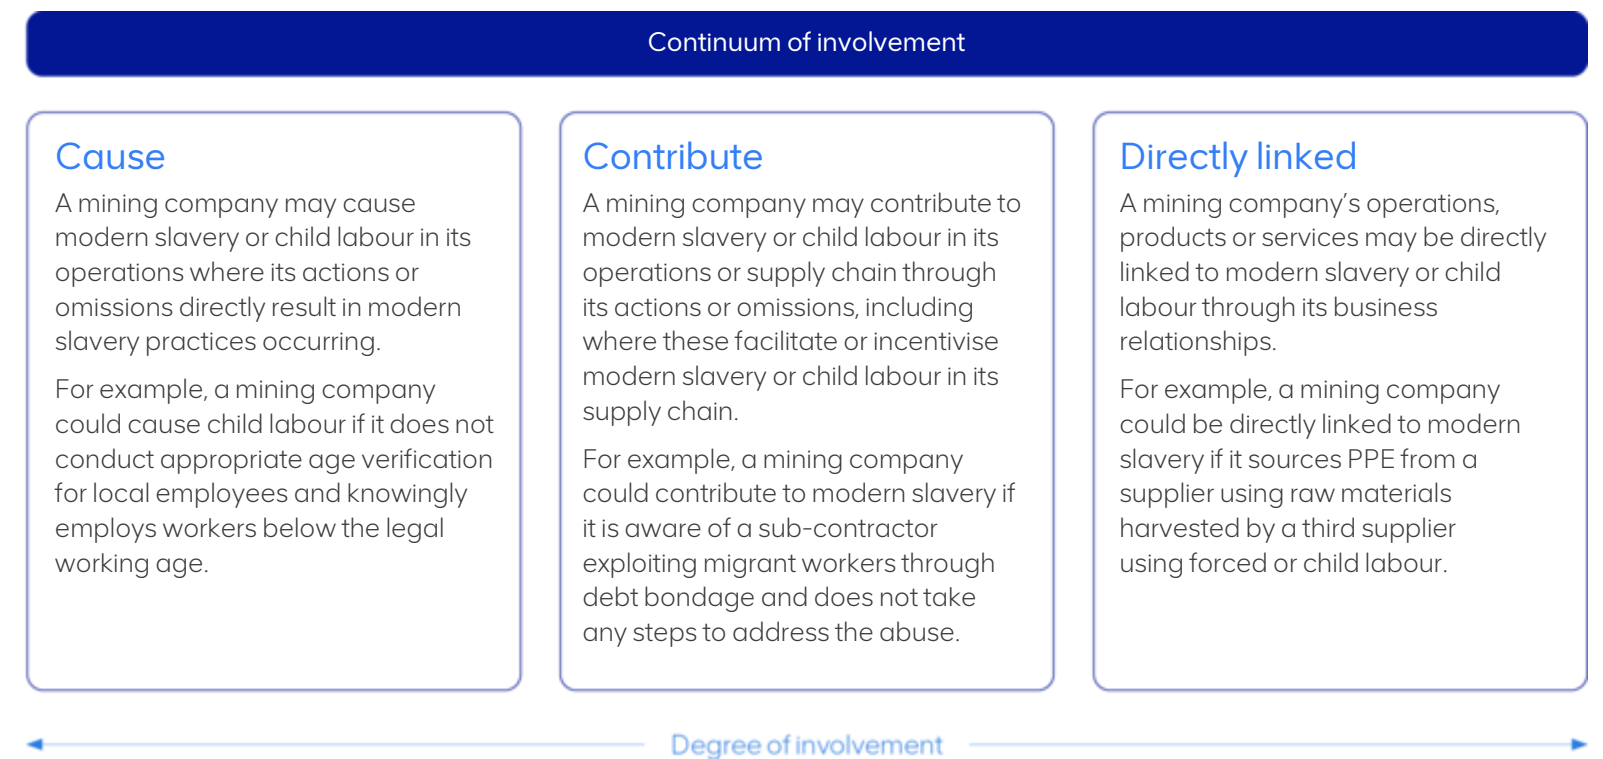 Continuum of involvement
Cause
A mining company may cause
modern slavery or child labour in its
operations where its actions or
omissions directly result in modern
slavery practices occurring.
For example, a mining company
could cause child labour if it does not
conduct appropriate age verification
for local employees and knowingly
employs workers below the legal
working age.
Contribute
A mining company may contribute to
modern slavery or child labour in its
operations or supply chain through
its actions or omissions, including
where these facilitate or incentivise
modern slavery or child labour in its
supply chain.
For example, a mining company
could contribute to modern slavery if
it is aware of a sub-contractor
exploiting migrant workers through
debt bondage and does not take
any steps to address the abuse.
Directly linked
A mining company’s operations,
products or services may be directly
linked to modern slavery or child
labour through its business
relationships.
For example, a mining company
could be directly linked to modern
slavery if it sources PPE from a
supplier using raw materials
harvested by a third supplier
using forced or child labour.
Degree of involvement